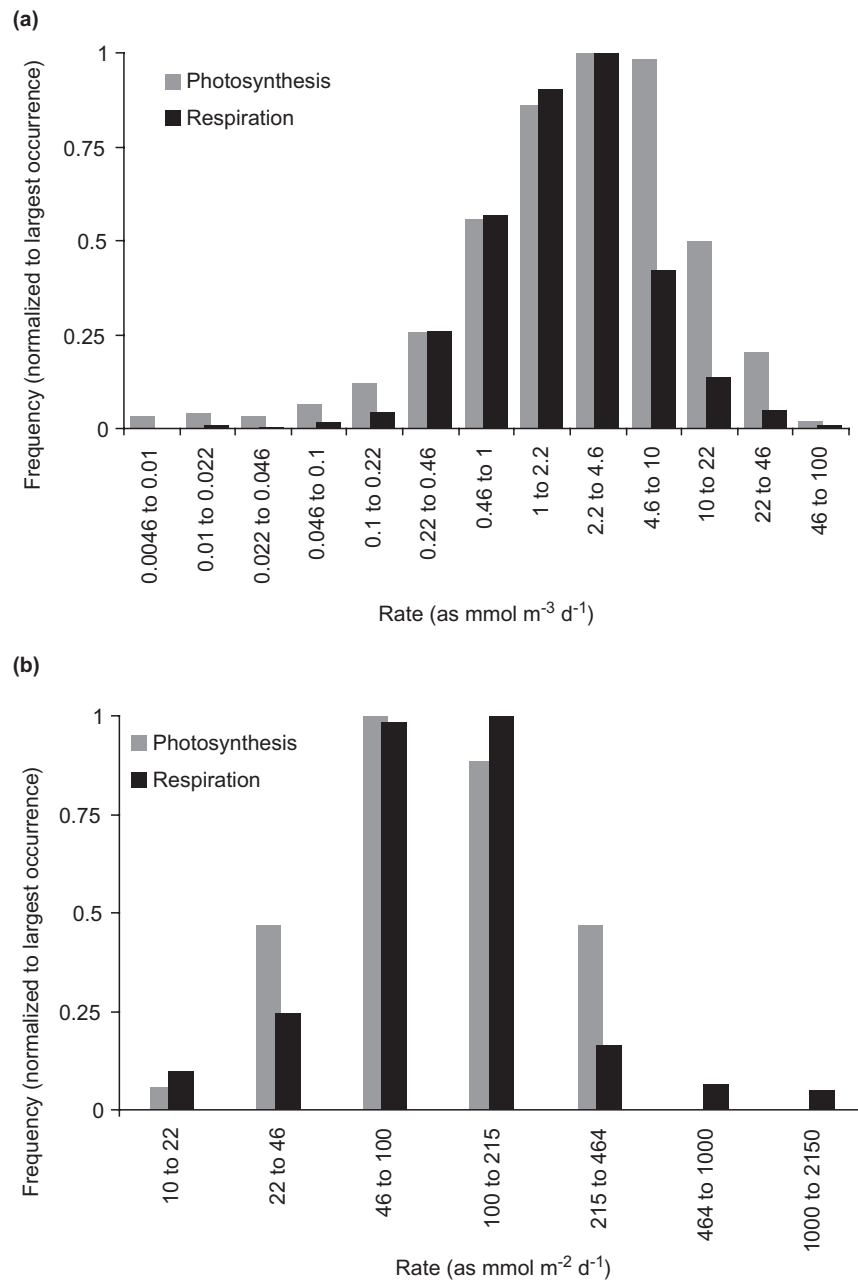 (a)
Frequency (normalized to largest occurrence)
1
0.75
0.5
0.25
0
Photosynthesis
Respiration
0.0046 to 0.01
0.01 to 0.022
0.022 to 0.046
0.046 to 0.1
0.1 to 0.22
0.22 to 0.46
0.46 to 1
1 to 2.2
2.2 to 4.6
4.6 to 10
10 to 22
22 to 46
46 to 100
Rate (as mmol m⁻³ d⁻¹)
(b)
Frequency (normalized to largest occurrence)
1
0.75
0.5
0.25
0
Photosynthesis
Respiration
10 to 22
22 to 46
46 to 100
100 to 215
215 to 464
464 to 1000
1000 to 2150
Rate (as mmol m⁻² d⁻¹)